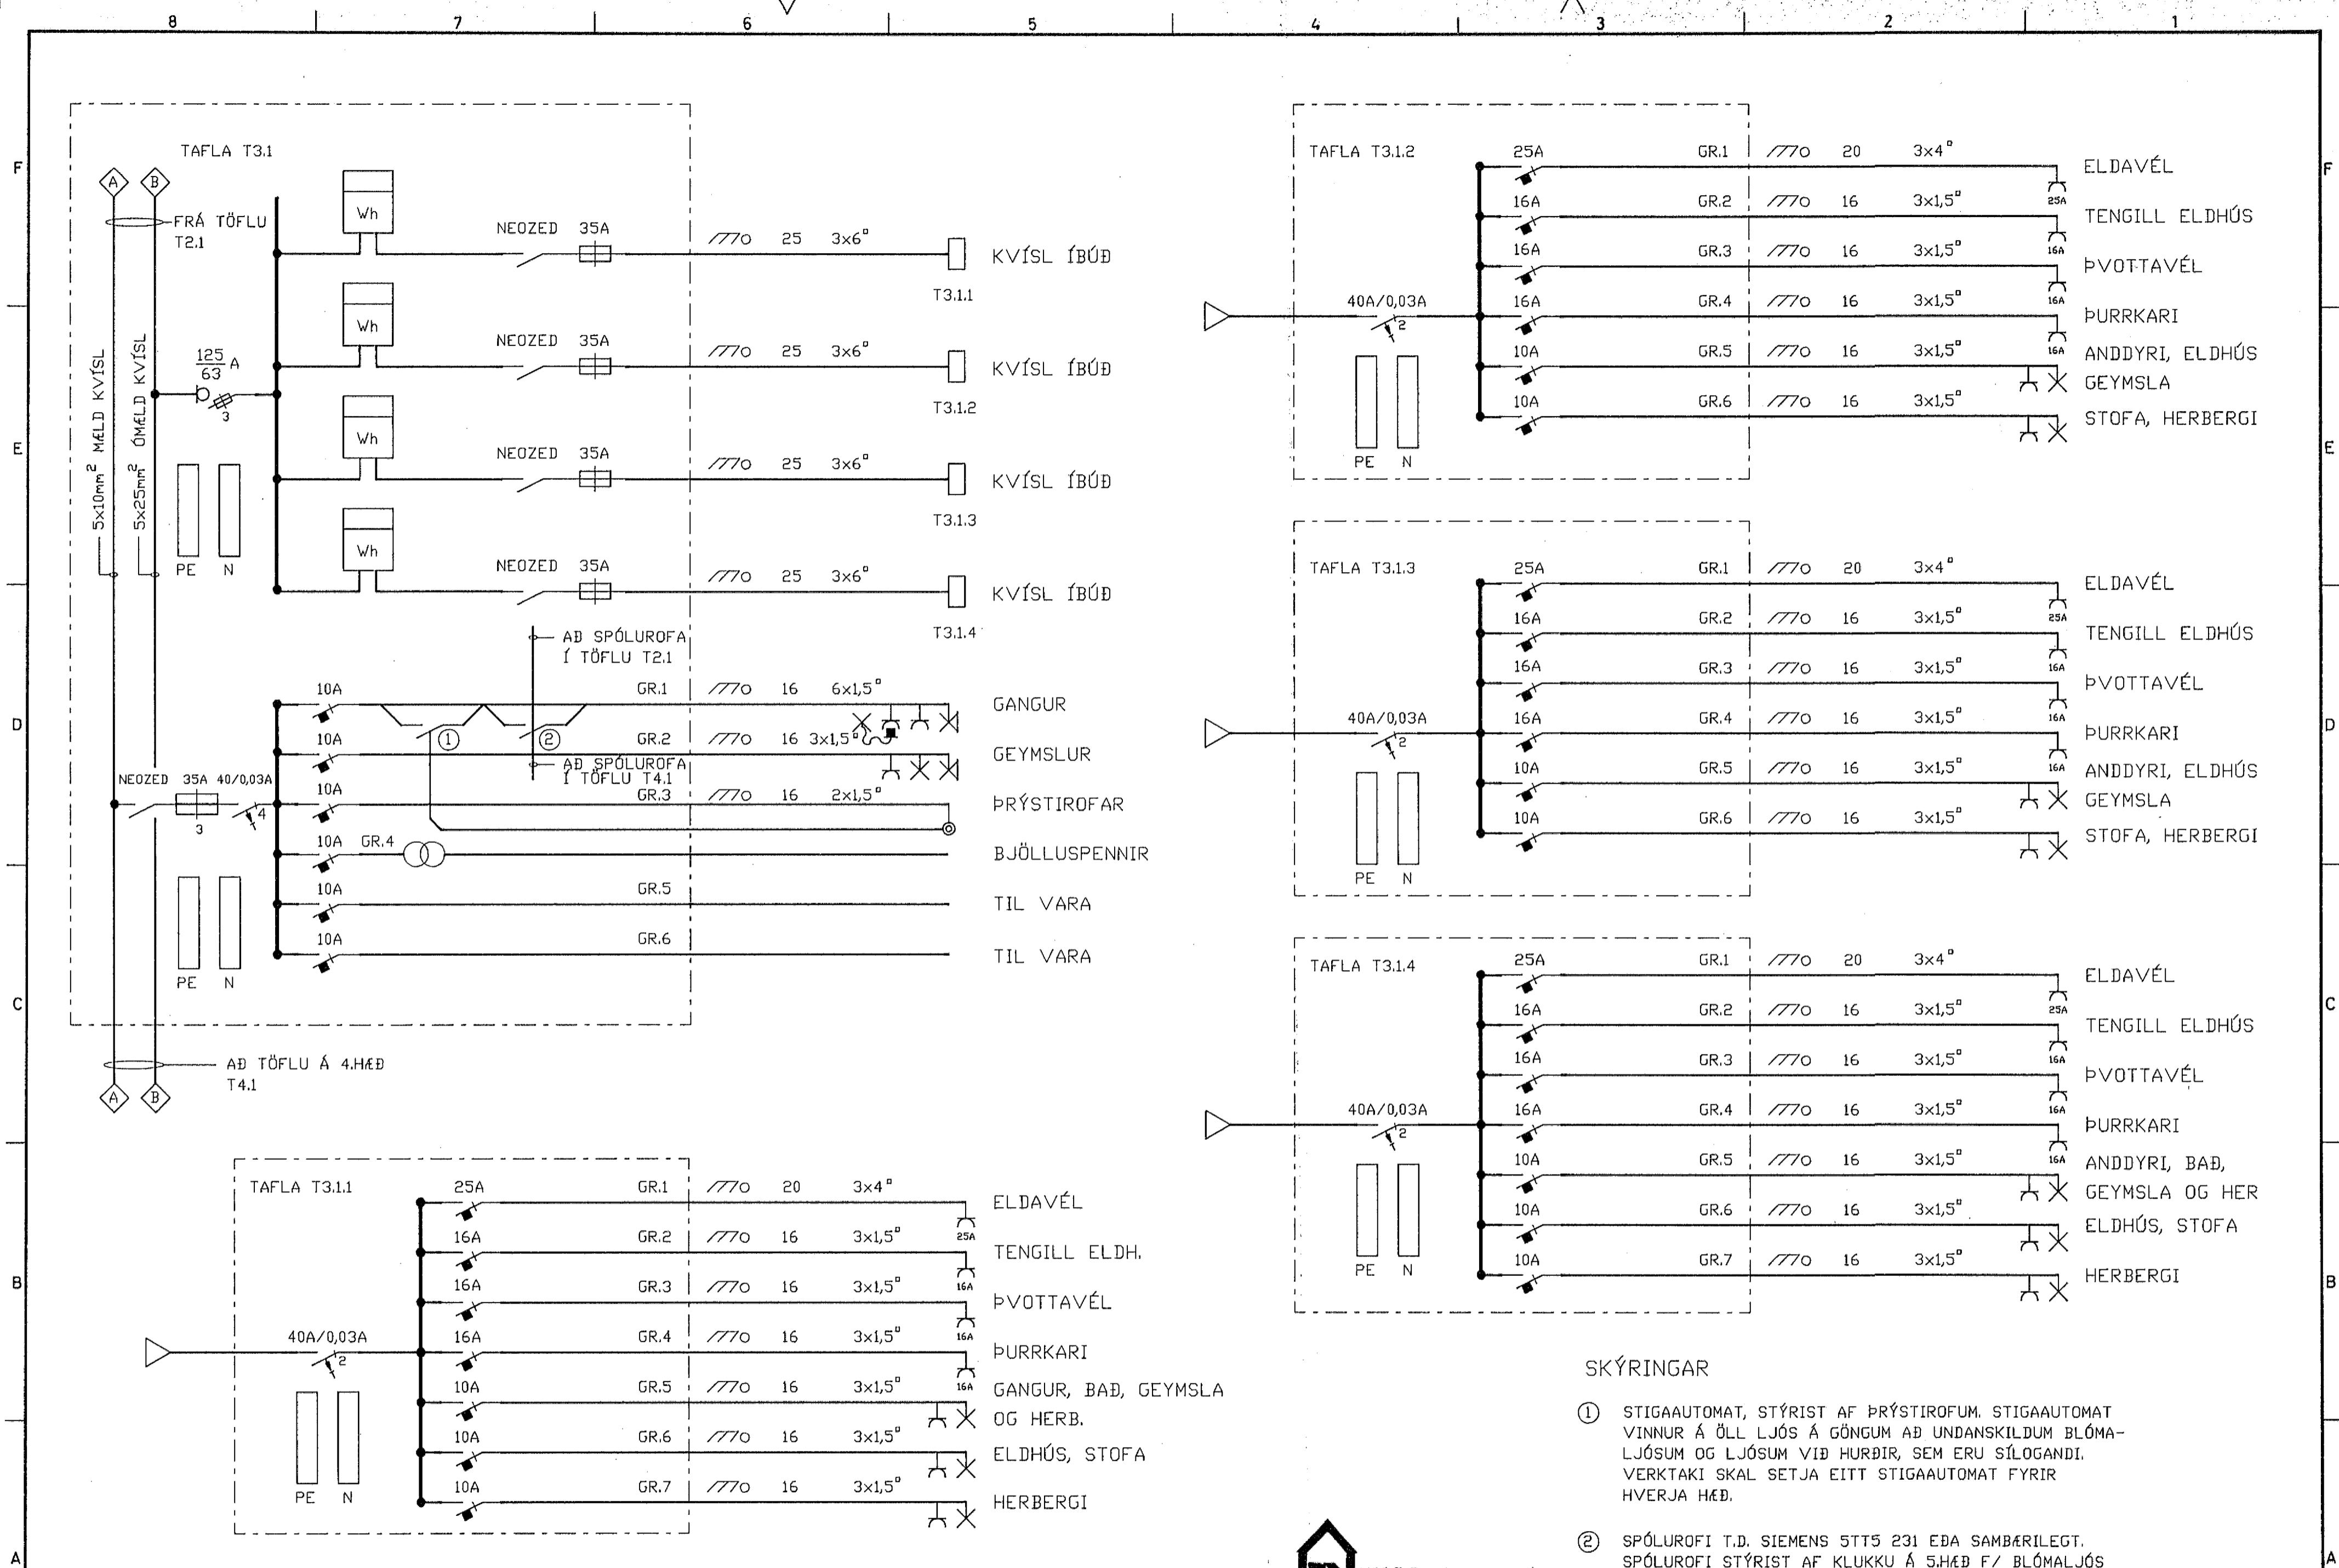 8 7 6 5 4 3 2 1
F
E
D
C
B
A
TAFLA T3.1
A B
FRÁ TÖFLU
T2.1
5x10mm² MÆLD KVÍSL
5x25mm² ÓMÆLD KVÍSL
125
63 A
3
PE N
Wh
NEOZED 35A 25 3x6▫
KVÍSL ÍBÚÐ
T3.1.1
Wh
NEOZED 35A 25 3x6▫
KVÍSL ÍBÚÐ
T3.1.2
Wh
NEOZED 35A 25 3x6▫
KVÍSL ÍBÚÐ
T3.1.3
Wh
NEOZED 35A 25 3x6▫
KVÍSL ÍBÚÐ
T3.1.4
AÐ SPÓLUROFA
Í TÖFLU T2.1
10A GR.1 16 6x1,5▫ GANGUR
① ②
10A GR.2 16 3x1,5▫ GEYMSLUR
AÐ SPÓLUROFA
Í TÖFLU T4.1
NEOZED 35A 40/0,03A
3 4
10A GR.3 16 2x1,5▫ ÞRÝSTIROFAR
10A GR.4 BJÖLLUSPENNIR
10A GR.5 TIL VARA
10A GR.6 TIL VARA
PE N
AÐ TÖFLU Á 4.HÆÐ
T4.1
A B
TAFLA T3.1.1
40A/0,03A
2
PE N
25A GR.1 20 3x4▫ ELDAVÉL
25A
16A GR.2 16 3x1,5▫ TENGILL ELDH.
16A
16A GR.3 16 3x1,5▫ ÞVOTTAVÉL
16A
16A GR.4 16 3x1,5▫ ÞURRKARI
16A
10A GR.5 16 3x1,5▫ GANGUR, BAÐ, GEYMSLA
OG HERB.
10A GR.6 16 3x1,5▫ ELDHÚS, STOFA
10A GR.7 16 3x1,5▫ HERBERGI
TAFLA T3.1.2
40A/0,03A
2
PE N
25A GR.1 20 3x4▫ ELDAVÉL
25A
16A GR.2 16 3x1,5▫ TENGILL ELDHÚS
16A
16A GR.3 16 3x1,5▫ ÞVOTTAVÉL
16A
16A GR.4 16 3x1,5▫ ÞURRKARI
16A
10A GR.5 16 3x1,5▫ ANDDYRI, ELDHÚS
GEYMSLA
10A GR.6 16 3x1,5▫ STOFA, HERBERGI
TAFLA T3.1.3
40A/0,03A
2
PE N
25A GR.1 20 3x4▫ ELDAVÉL
25A
16A GR.2 16 3x1,5▫ TENGILL ELDHÚS
16A
16A GR.3 16 3x1,5▫ ÞVOTTAVÉL
16A
16A GR.4 16 3x1,5▫ ÞURRKARI
16A
10A GR.5 16 3x1,5▫ ANDDYRI, ELDHÚS
GEYMSLA
10A GR.6 16 3x1,5▫ STOFA, HERBERGI
TAFLA T3.1.4
40A/0,03A
2
PE N
25A GR.1 20 3x4▫ ELDAVÉL
25A
16A GR.2 16 3x1,5▫ TENGILL ELDHÚS
16A
16A GR.3 16 3x1,5▫ ÞVOTTAVÉL
16A
16A GR.4 16 3x1,5▫ ÞURRKARI
16A
10A GR.5 16 3x1,5▫ ANDDYRI, BAÐ,
GEYMSLA OG HER
10A GR.6 16 3x1,5▫ ELDHÚS, STOFA
10A GR.7 16 3x1,5▫ HERBERGI
SKÝRINGAR
① STIGAAUTOMAT, STÝRIST AF ÞRÝSTIROFUM. STIGAAUTOMAT
VINNUR Á ÖLL LJÓS Á GÖNGUM AÐ UNDANSKILDUM BLÓMA-
LJÓSUM OG LJÓSUM VIÐ HURÐIR, SEM ERU SÍLOGANDI.
VERKTAKI SKAL SETJA EITT STIGAAUTOMAT FYRIR
HVERJA HÆÐ.
② SPÓLUROFI T.D. SIEMENS 5TT5 231 EÐA SAMBÆRILEGT.
SPÓLUROFI STÝRIST AF KLUKKU Á 5.HÆÐ F/ BLÓMALJÓS